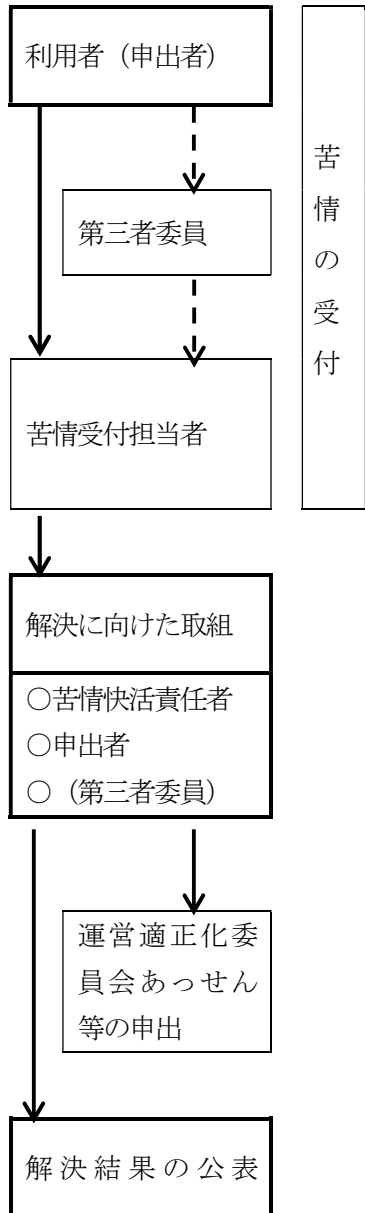 利用者（申出者）
苦情の受付
第三者委員
苦情受付担当者
解決に向けた取組
○苦情快活責任者
○申出者
○（第三者委員）
運営適正化委
員会あっせん
等の申出
解決結果の公表